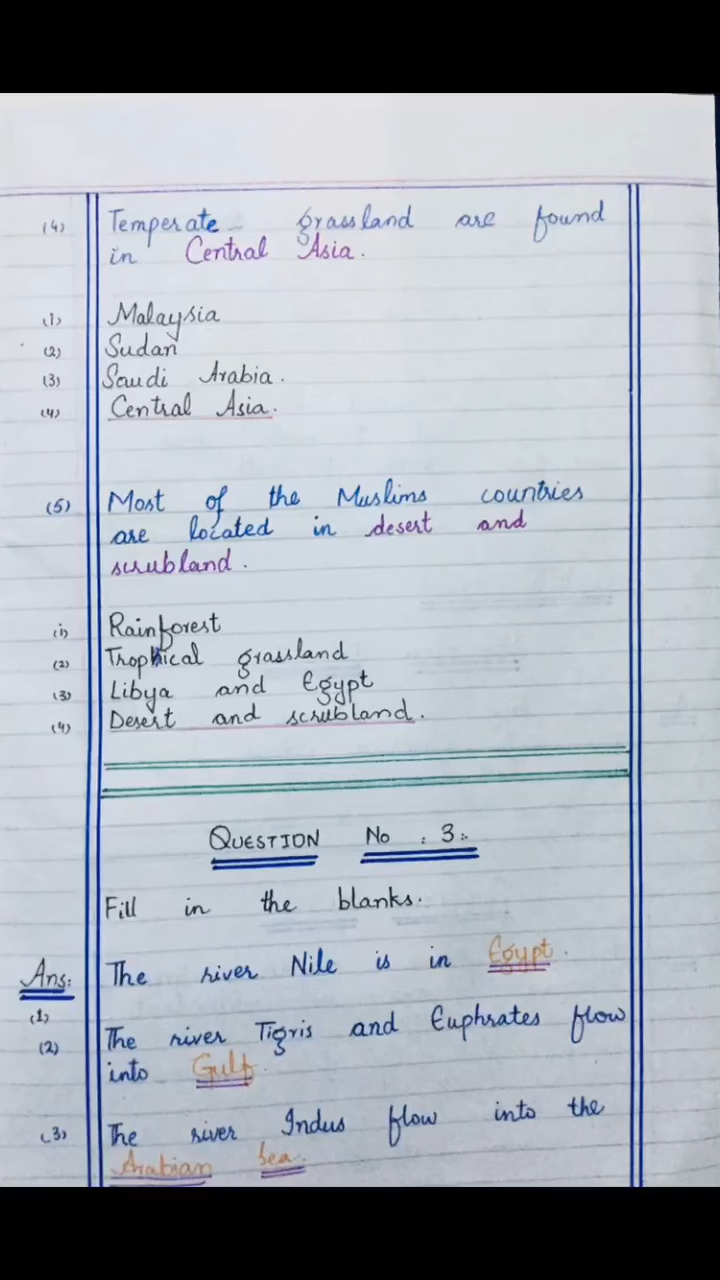 (4) Temperate grassland are found
in Central Asia.
(1) Malaysia
(2) Sudan
(3) Saudi Arabia.
(4) Central Asia.
(5) Most of the Muslims countries
are located in desert and
scrubland.
(1) Rainforest
(2) Trophical grassland
(3) Libya and Egypt
(4) Desert and scrubland.
QUESTION No. 3:.
Fill in the blanks.
Ans: The river Nile is in Egypt.
(1)
(2) The river Tigris and Euphrates flow
into Gulf.
(3) The river Indus flow into the
Arabian Sea.